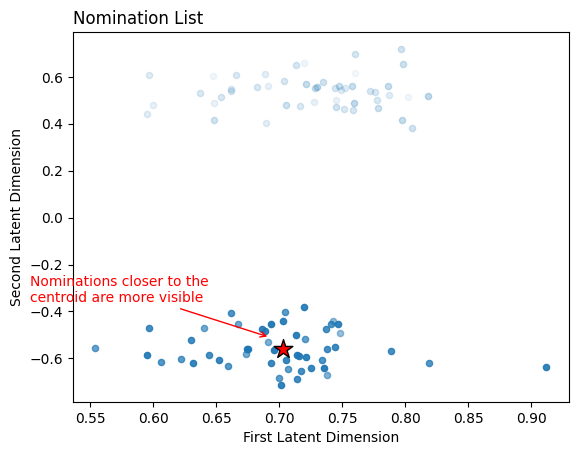 Nomination List
0.6
0.4
0.2
0.0
−0.2
−0.4
−0.6
Second Latent Dimension
Nominations closer to the
centroid are more visible
0.55 0.60 0.65 0.70 0.75 0.80 0.85 0.90
First Latent Dimension